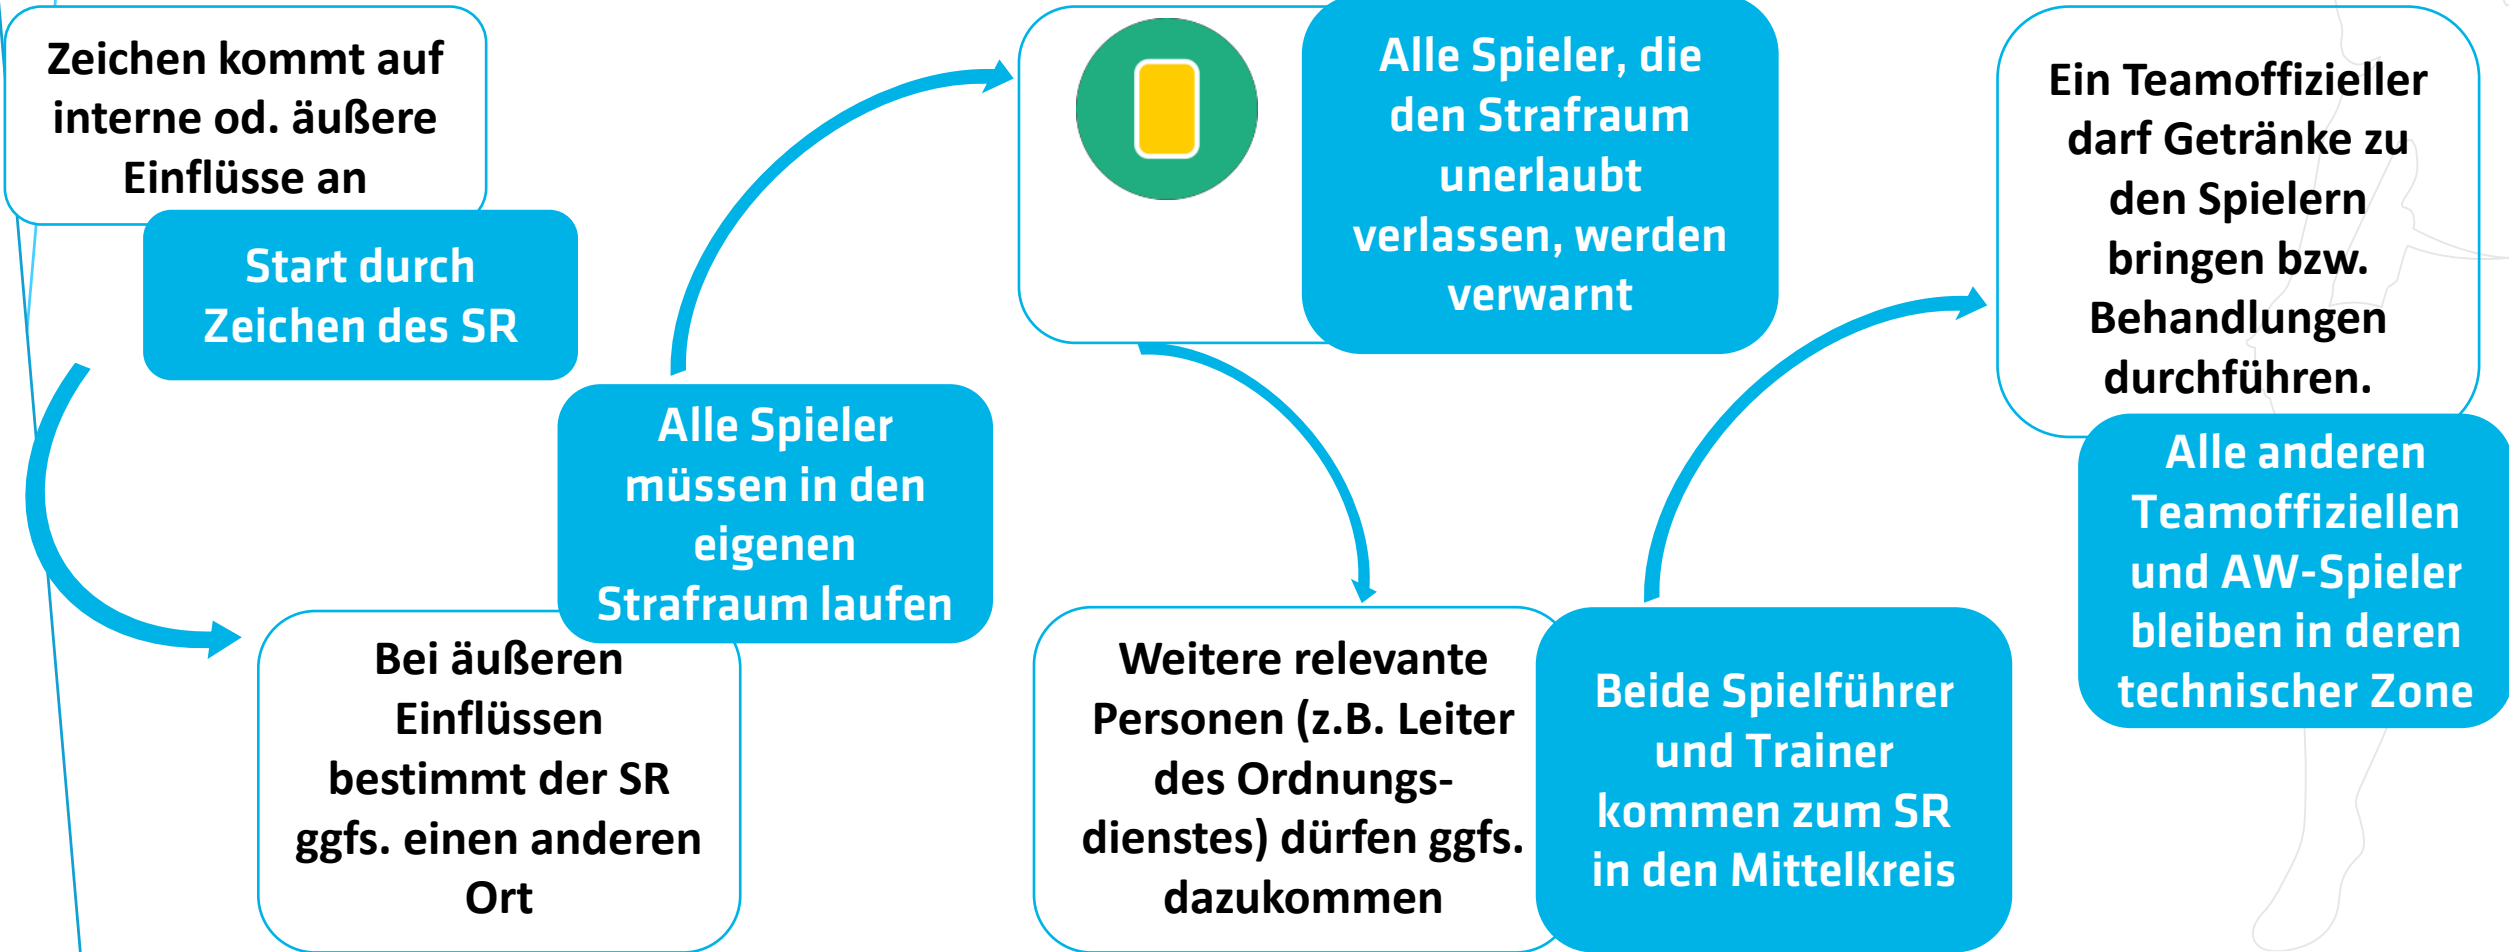 Zeichen kommt auf
interne od. äußere
Einflüsse an
Start durch
Zeichen des SR
Bei äußeren
Einflüssen
bestimmt der SR
ggfs. einen anderen
Ort
Alle Spieler
müssen in den
eigenen
Strafraum laufen
Alle Spieler, die
den Strafraum
unerlaubt
verlassen, werden
verwarnt
Weitere relevante
Personen (z.B. Leiter
des Ordnungs-
dienstes) dürfen ggfs.
dazukommen
Beide Spielführer
und Trainer
kommen zum SR
in den Mittelkreis
Ein Teamoffizieller
darf Getränke zu
den Spielern
bringen bzw.
Behandlungen
durchführen.
Alle anderen
Teamoffiziellen
und AW-Spieler
bleiben in deren
technischer Zone